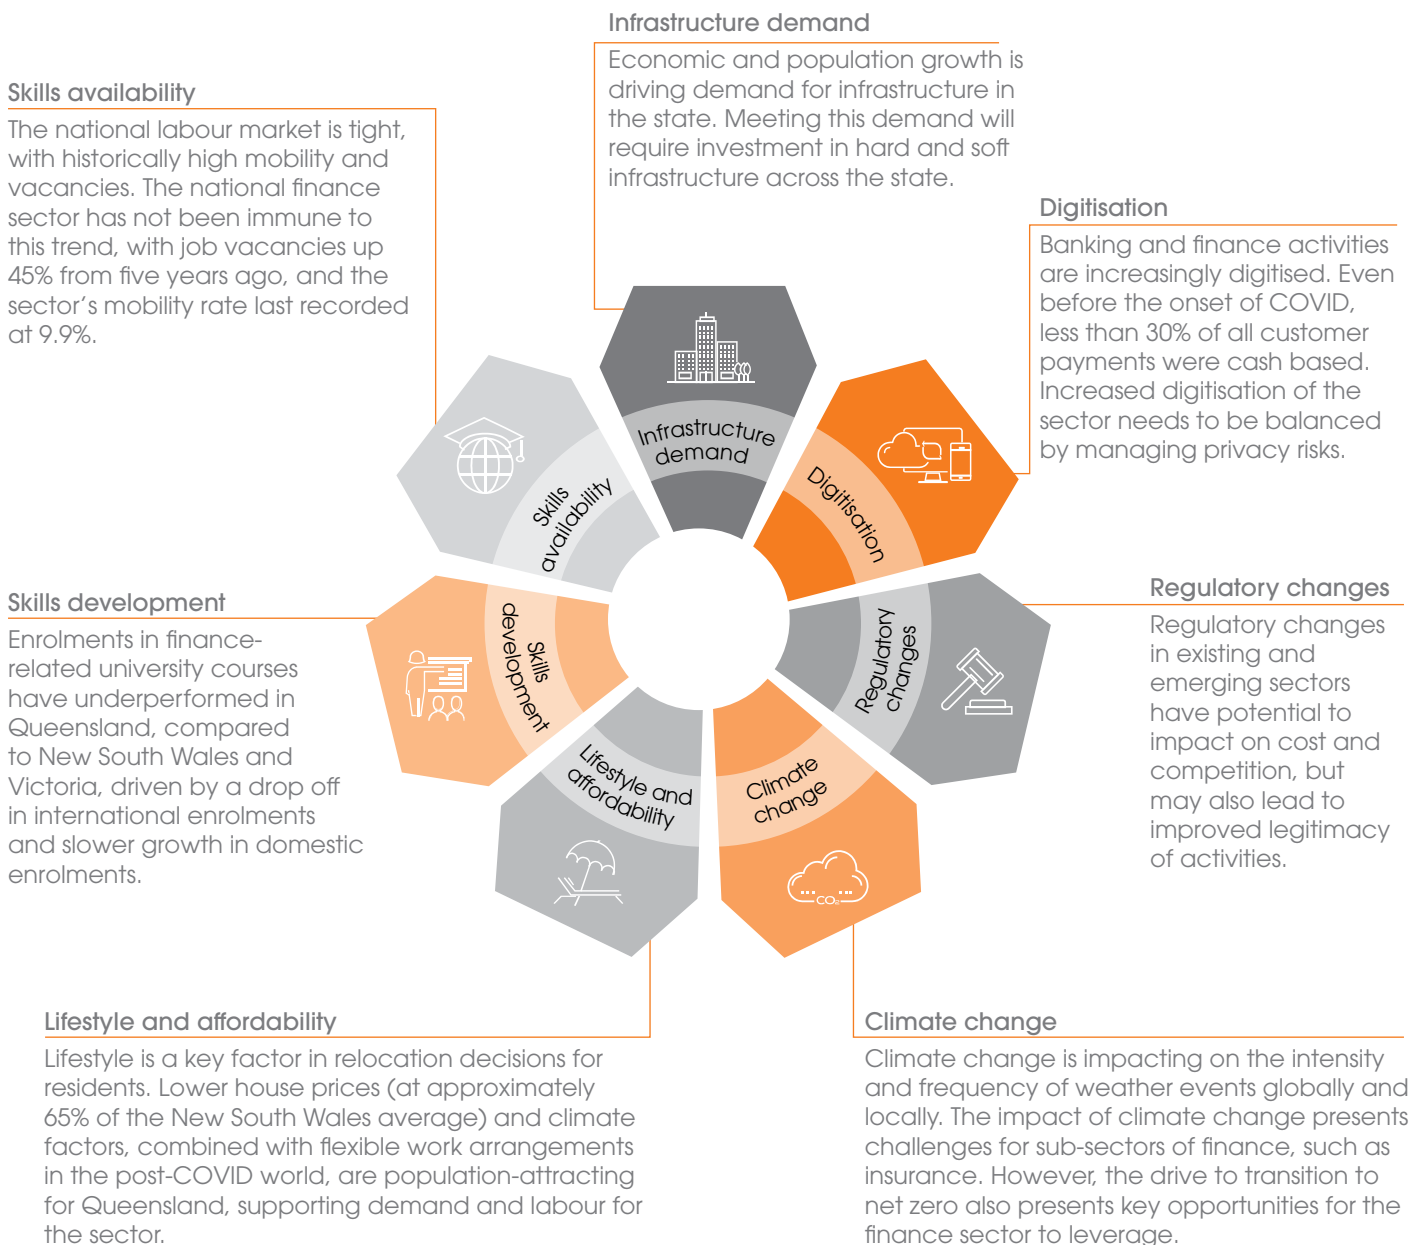 Infrastructure demand
Economic and population growth is
driving demand for infrastructure in
the state. Meeting this demand will
require investment in hard and soft
infrastructure across the state.
Skills availability
The national labour market is tight,
with historically high mobility and
vacancies. The national finance
sector has not been immune to
this trend, with job vacancies up
45% from five years ago, and the
sector's mobility rate last recorded
at 9.9%.
Digitisation
Banking and finance activities
are increasingly digitised. Even
before the onset of COVID,
less than 30% of all customer
payments were cash based.
Increased digitisation of the
sector needs to be balanced
by managing privacy risks.
Infrastructure
demand
Digitisation
Skills
availability
Regulatory
changes
Skills
development
Lifestyle and
affordability
Climate
change
CO₂
Skills development
Enrolments in finance-
related university courses
have underperformed in
Queensland, compared
to New South Wales and
Victoria, driven by a drop off
in international enrolments
and slower growth in domestic
enrolments.
Regulatory changes
Regulatory changes
in existing and
emerging sectors
have potential to
impact on cost and
competition, but
may also lead to
improved legitimacy
of activities.
Lifestyle and affordability
Lifestyle is a key factor in relocation decisions for
residents. Lower house prices (at approximately
65% of the New South Wales average) and climate
factors, combined with flexible work arrangements
in the post-COVID world, are population-attracting
for Queensland, supporting demand and labour for
the sector.
Climate change
Climate change is impacting on the intensity
and frequency of weather events globally and
locally. The impact of climate change presents
challenges for sub-sectors of finance, such as
insurance. However, the drive to transition to
net zero also presents key opportunities for the
finance sector to leverage.